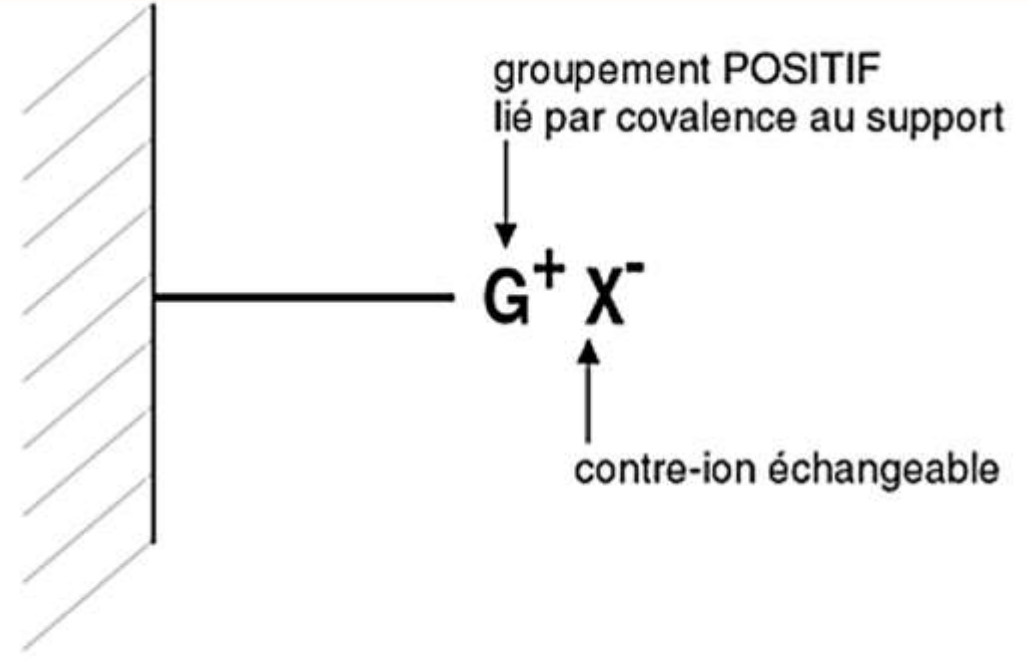 groupement POSITIF
lié par covalence au support
G⁺ X⁻
contre-ion échangeable